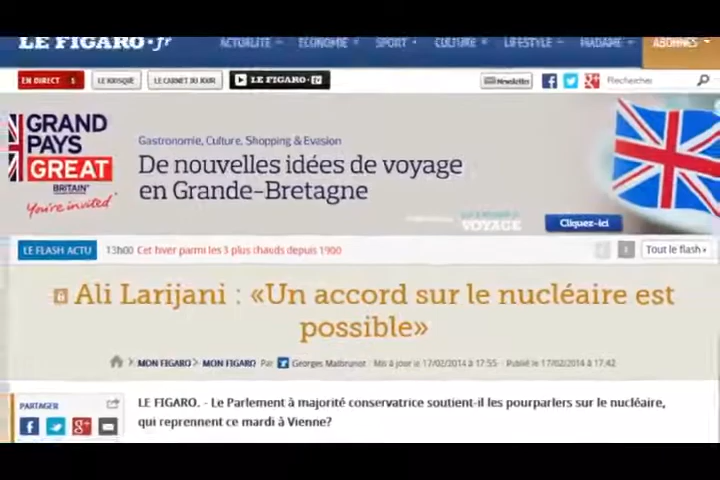 LE FIGARO·fr
ACTUALITÉ ÉCONOMIE SPORT CULTURE LIFESTYLE MADAME ABONNÉS
EN DIRECT LE KIOSQUE LE CARNET DU JOUR LE FIGARO·TV Newsletter Rechercher
GRAND
PAYS
GREAT
BRITAIN
You're invited
Gastronomie, Culture, Shopping & Evasion
De nouvelles idées de voyage
en Grande-Bretagne
VOYAGE
Cliquez-ici
LE FLASH ACTU 13h00 Cet hiver parmi les 3 plus chauds depuis 1900 Tout le flash
Ali Larijani : «Un accord sur le nucléaire est
possible»
MON FIGARO > MON FIGARO Par Georges Malbrunot Mis à jour le 17/02/2014 à 17:55 Publié le 17/02/2014 à 17:42
PARTAGER
LE FIGARO. - Le Parlement à majorité conservatrice soutient-il les pourparlers sur le nucléaire,
qui reprennent ce mardi à Vienne?